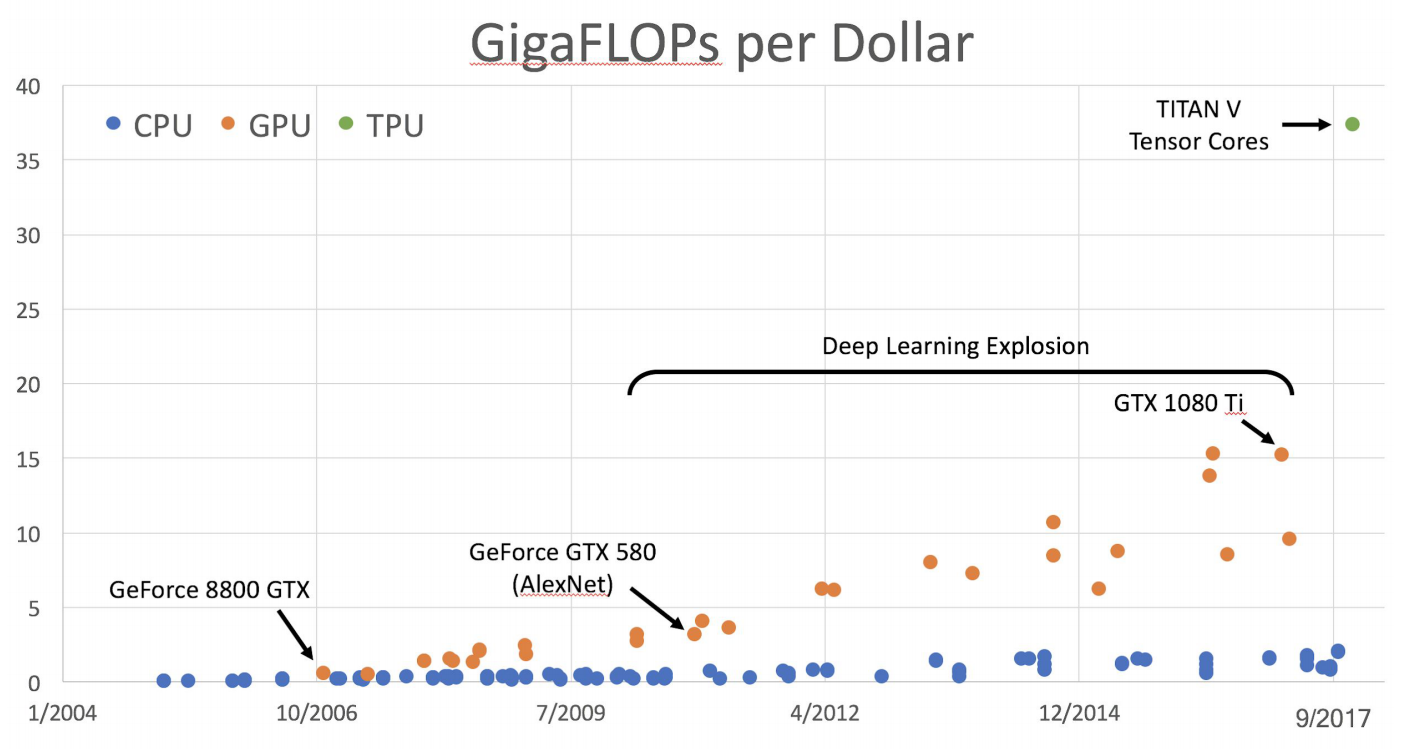 GigaFLOPs per Dollar
40
CPU GPU TPU
TITAN V
Tensor Cores
35
30
25
Deep Learning Explosion
20
GTX 1080 Ti
15
10
GeForce GTX 580
(AlexNet)
GeForce 8800 GTX
5
0
1/2004 10/2006 7/2009 4/2012 12/2014 9/2017